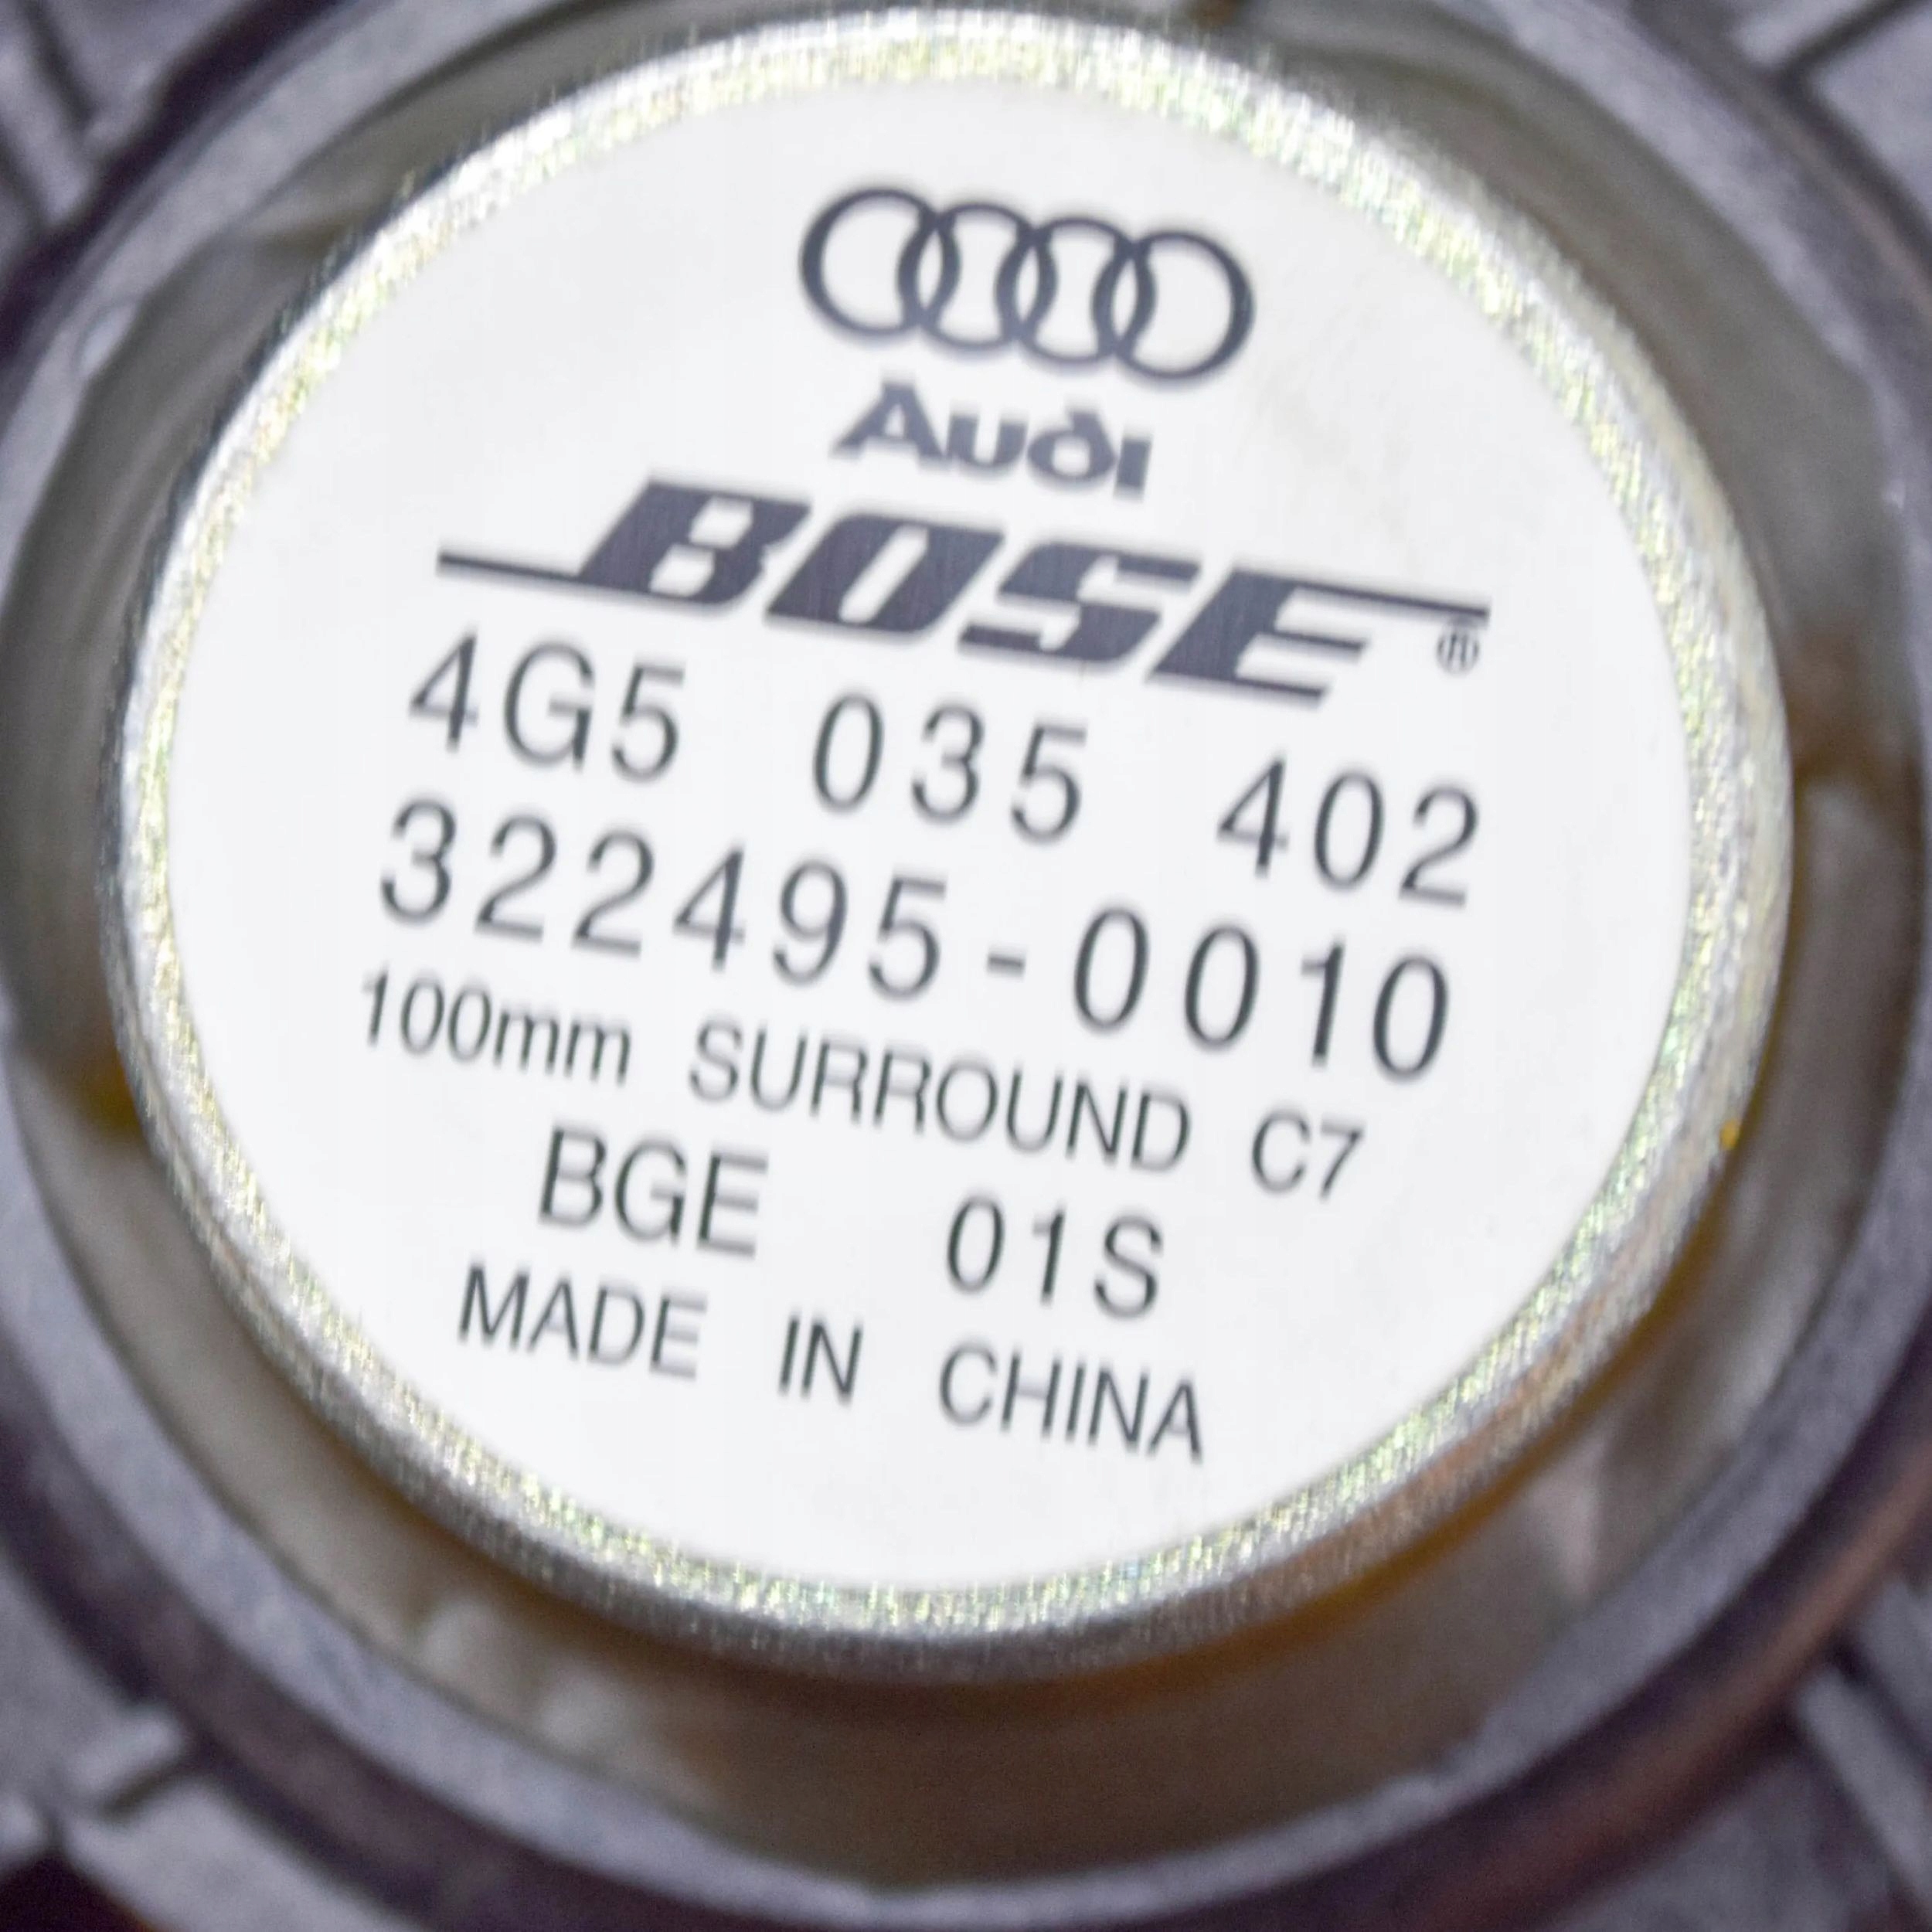 Audi
BOSE®
4G5 035 402
322495-0010
100mm SURROUND C7
BGE 01S
MADE IN CHINA